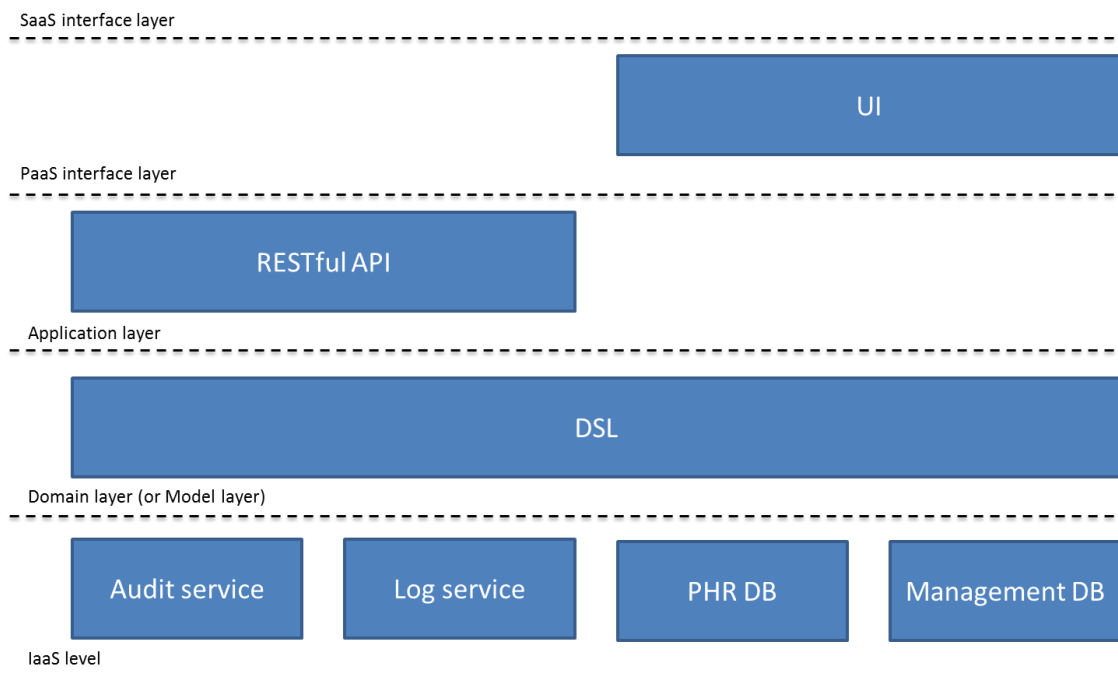 SaaS interface layer
UI
PaaS interface layer
RESTful API
Application layer
DSL
Domain layer (or Model layer)
Audit service
Log service
PHR DB
Management DB
IaaS level